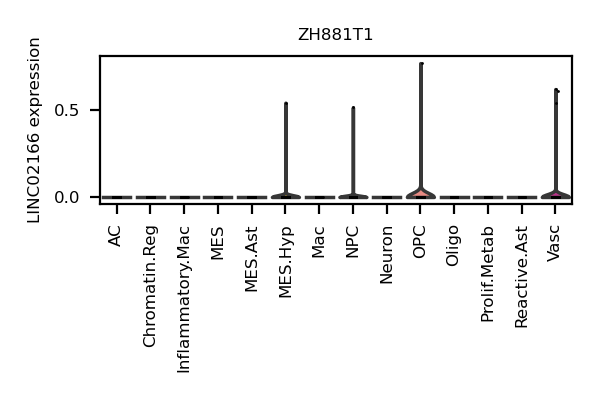 ZH881T1
LINC02166 expression
0.5
0.0
AC
Chromatin.Reg
Inflammatory.Mac
MES
MES.Ast
MES.Hyp
Mac
NPC
Neuron
OPC
Oligo
Prolif.Metab
Reactive.Ast
Vasc